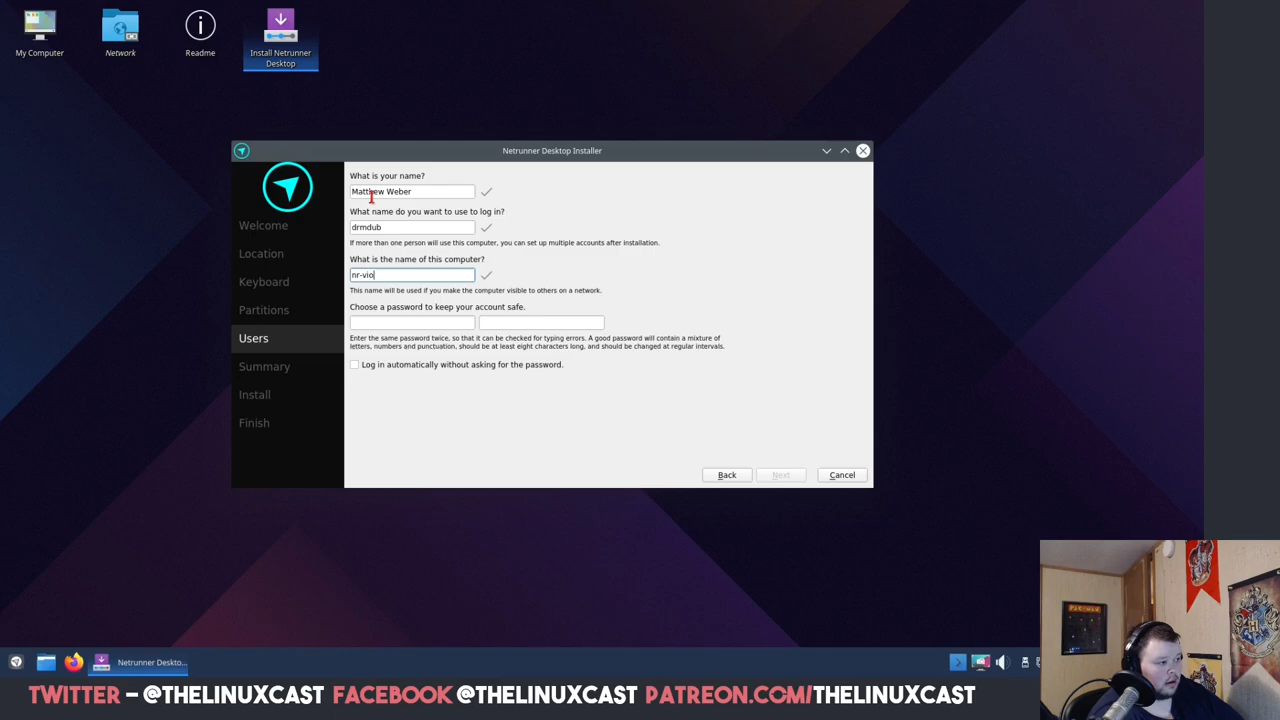 My Computer
Network
Readme
Install Netrunner
Desktop
Netrunner Desktop Installer
Welcome
Location
Keyboard
Partitions
Users
Summary
Install
Finish
What is your name?
Matthew Weber
What name do you want to use to log in?
drmdub
If more than one person will use this computer, you can set up multiple accounts after installation.
What is the name of this computer?
nr-vio
This name will be used if you make the computer visible to others on a network.
Choose a password to keep your account safe.
Enter the same password twice, so that it can be checked for typing errors. A good password will contain a mixture of
letters, numbers and punctuation, should be at least eight characters long, and should be changed at regular intervals.
Log in automatically without asking for the password.
Back
Next
Cancel
PAC-MAN
Netrunner Deskto...
TWITTER - @THELINUXCAST FACEBOOK @THELINUXCAST PATREON.COM/THELINUXCAST